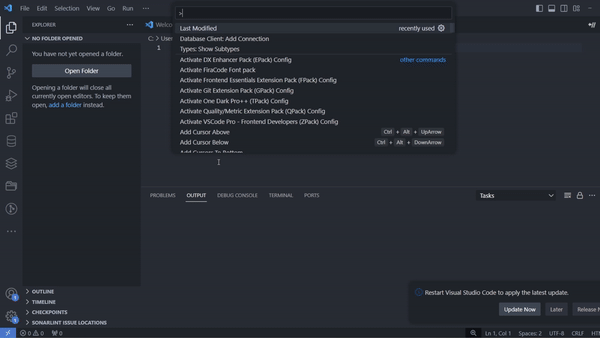 File Edit Selection View Go Run ···
>
Last Modified recently used
Database Client: Add Connection
Types: Show Subtypes
Activate DX Enhancer Pack (EPack) Config other commands
Activate FiraCode Font pack
Activate Frontend Essentials Extension Pack (FPack) Config
Activate Git Extension Pack (GPack) Config
Activate One Dark Pro++ (TPack) Config
Activate Quality/Metric Extension Pack (QPack) Config
Activate VSCode Pro - Frontend Developers (ZPack) Config
Add Cursor Above Ctrl + Alt + UpArrow
Add Cursor Below Ctrl + Alt + DownArrow
Add Cursors To Bottom
EXPLORER ···
NO FOLDER OPENED
You have not yet opened a folder.
Open Folder
Opening a folder will close
all currently open editors. To keep them
open, add a folder instead.
Welco
C: > User
1
PROBLEMS OUTPUT DEBUG CONSOLE TERMINAL PORTS
Tasks
OUTLINE
TIMELINE
CHECKPOINTS
SONARLINT ISSUE LOCATIONS
Restart Visual Studio Code to apply the latest update.
Update Now Later Release N
0 0 0
Ln 1, Col 1 Spaces: 2 UTF-8 CRLF HT